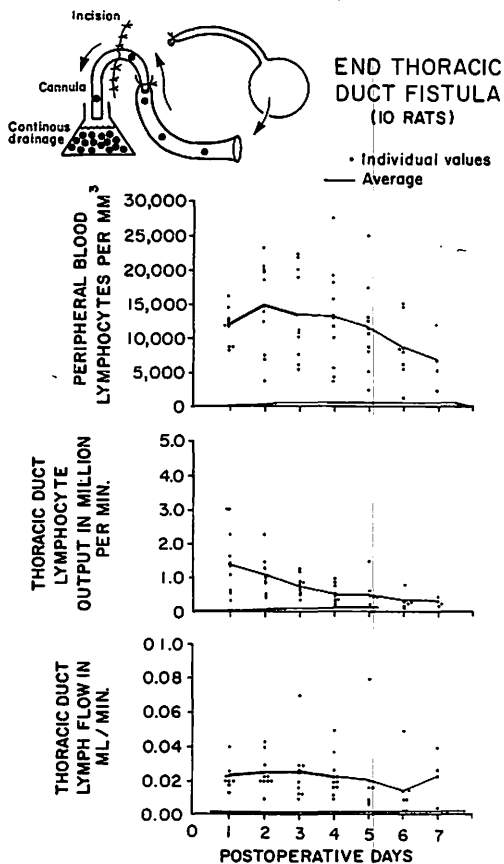 Incision
Cannula
Continous
drainage
END THORACIC
DUCT FISTULA
(10 RATS)
• Individual values
— Average
PERIPHERAL BLOOD
LYMPHOCYTES PER MM³
30,000
25,000
20,000
15,000
10,000
5,000
0
THORACIC DUCT
LYMPHOCYTE
OUTPUT IN MILLION
PER MIN.
5.0
4.0
3.0
2.0
1.0
0
THORACIC DUCT
LYMPH FLOW IN
ML/MIN.
01.0
0.08
0.06
0.04
0.02
0.00
0 1 2 3 4 5 6 7
POSTOPERATIVE DAYS